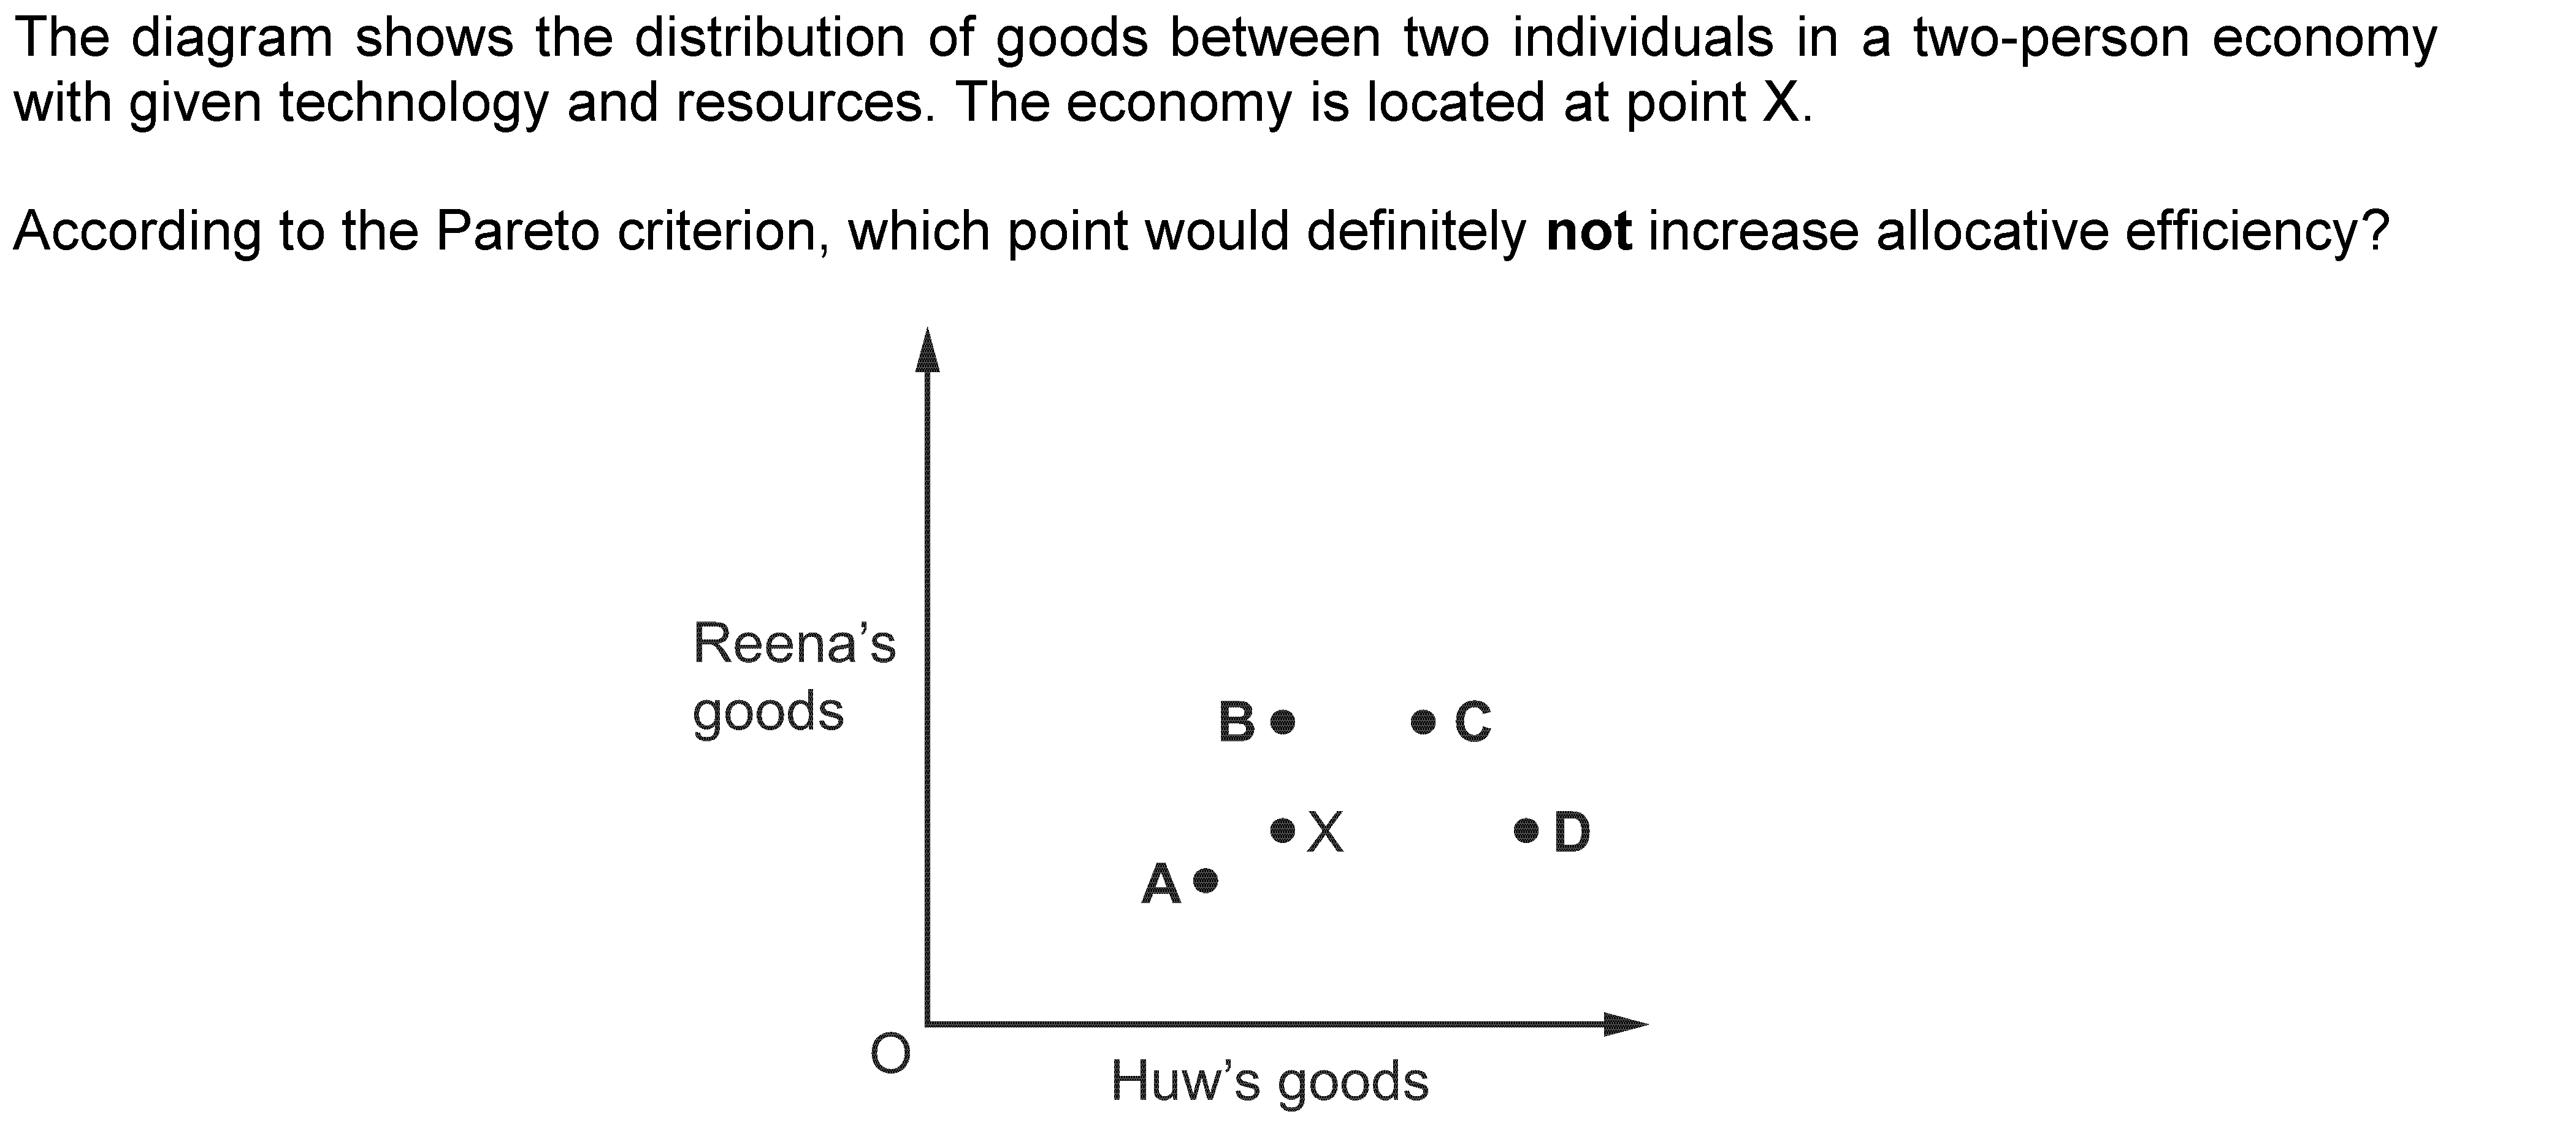 The diagram shows the distribution of goods between two individuals in a two-person economy
with given technology and resources. The economy is located at point X.
According to the Pareto criterion, which point would definitely not increase allocative efficiency?
Reena's
goods
B
C
X
D
A
O
Huw's goods